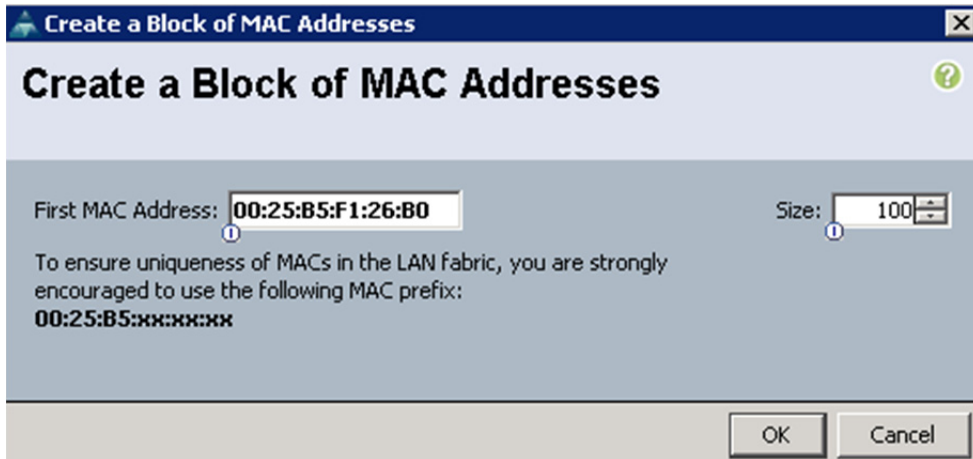 Create a Block of MAC Addresses
Create a Block of MAC Addresses
First MAC Address: 00:25:B5:F1:26:B0 Size: 100
To ensure uniqueness of MACs in the LAN fabric, you are strongly
encouraged to use the following MAC prefix:
00:25:B5:xx:xx:xx
OK Cancel